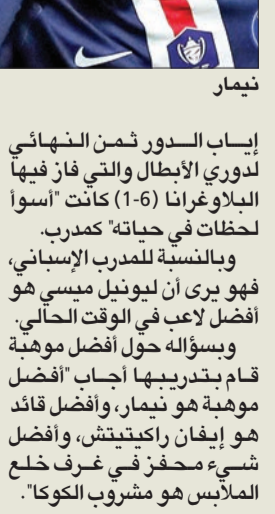 نيمار
إياب الدور ثمن النهائي
لدوري الأبطال والتي فاز فيها
البلاوغرانا (6-1) كانت "أسوأ
لحظات في حياته" كمدرب.
وبالنسبة للمدرب الإسباني،
فهو يرى أن ليونيل ميسي هو
أفضل لاعب في الوقت الحالي.
وبسؤاله حول أفضل موهبة
قام بتدريبها أجاب "أفضل
موهبة هو نيمار، وأفضل قائد
هو إيفان راكيتيتش، وأفضل
شيء محفز في غرف خلع
الملابس هو مشروب الكوكا".